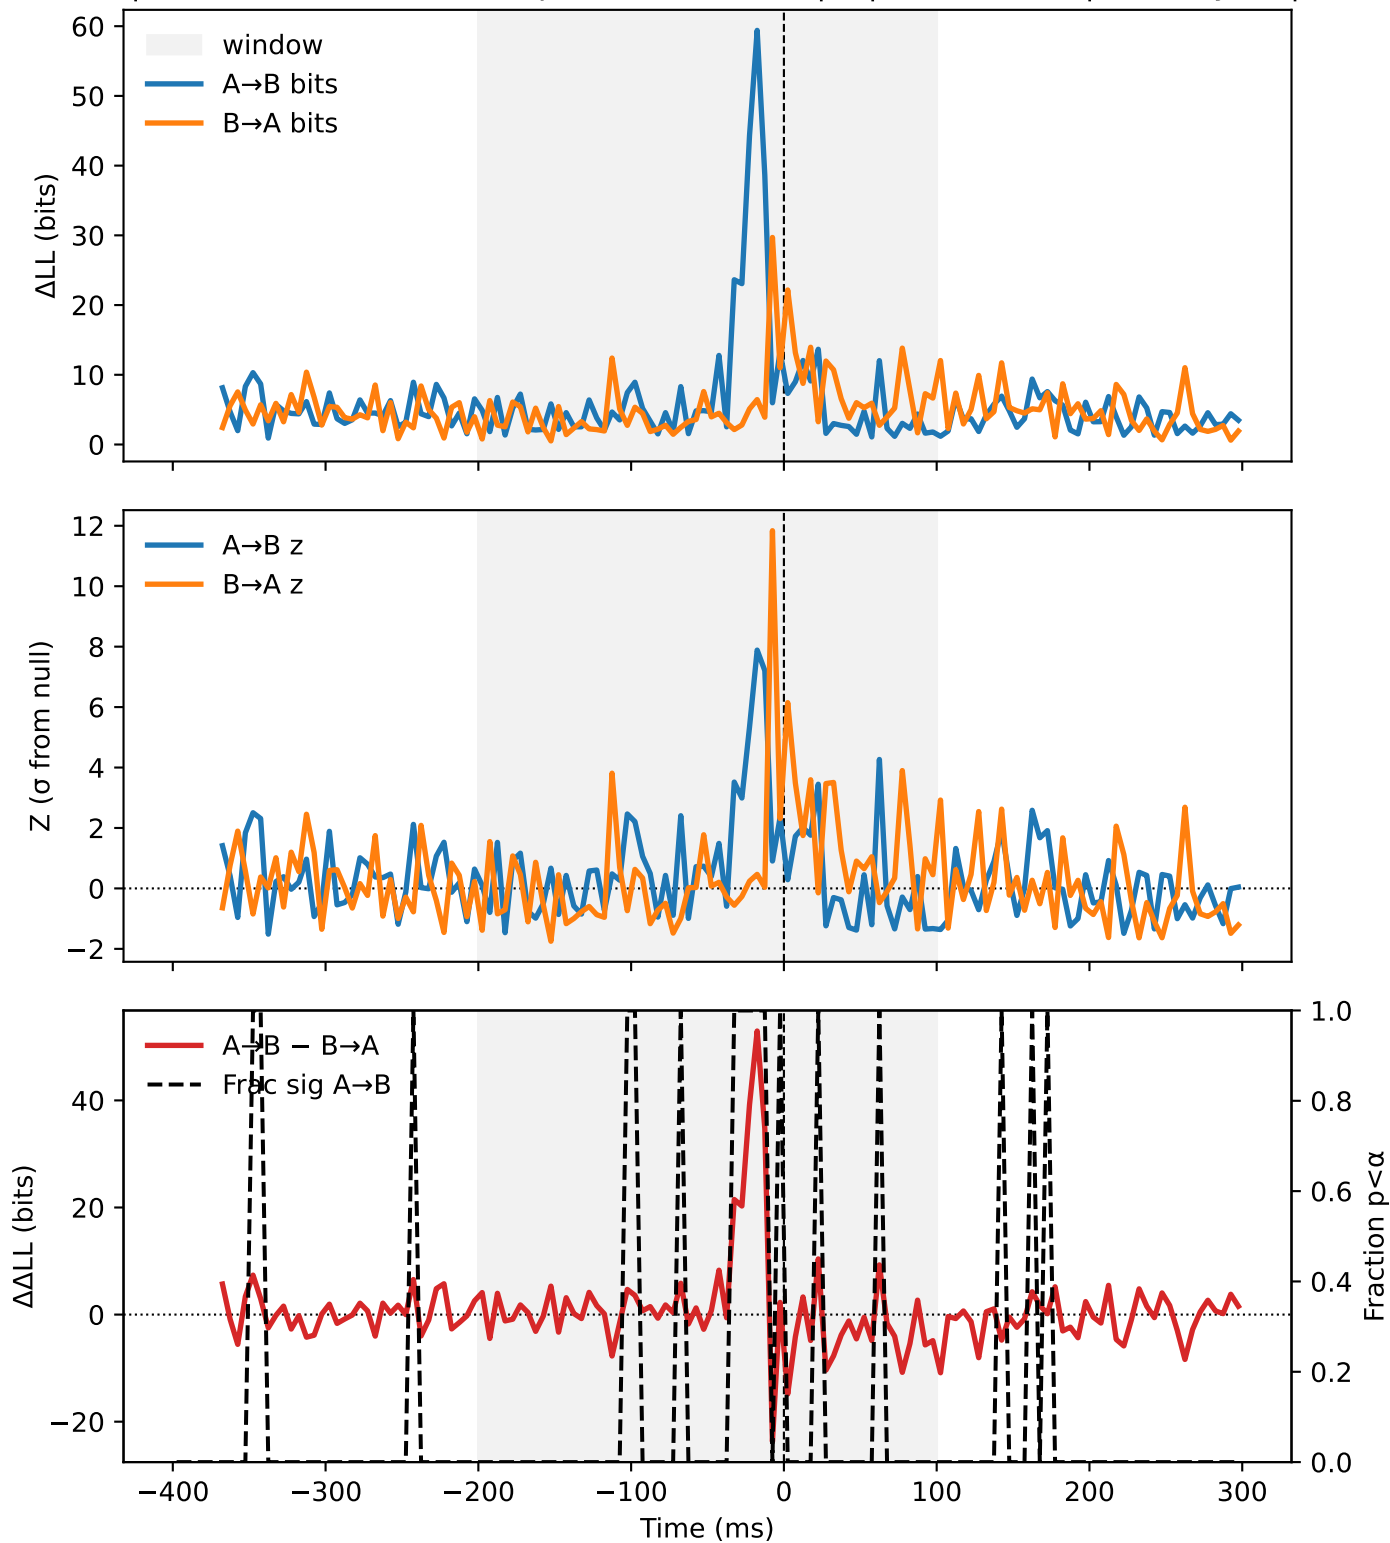 60
50
40
30
20
10
0
ΔLL (bits)
window
A→B bits
B→A bits
12
10
8
6
4
2
0
−2
Z (σ from null)
A→B z
B→A z
40
20
0
−20
ΔΔLL (bits)
A→B − B→A
Frac sig A→B
1.0
0.8
0.6
0.4
0.2
0.0
Fraction p<α
−400 −300 −200 −100 0 100 200 300
Time (ms)